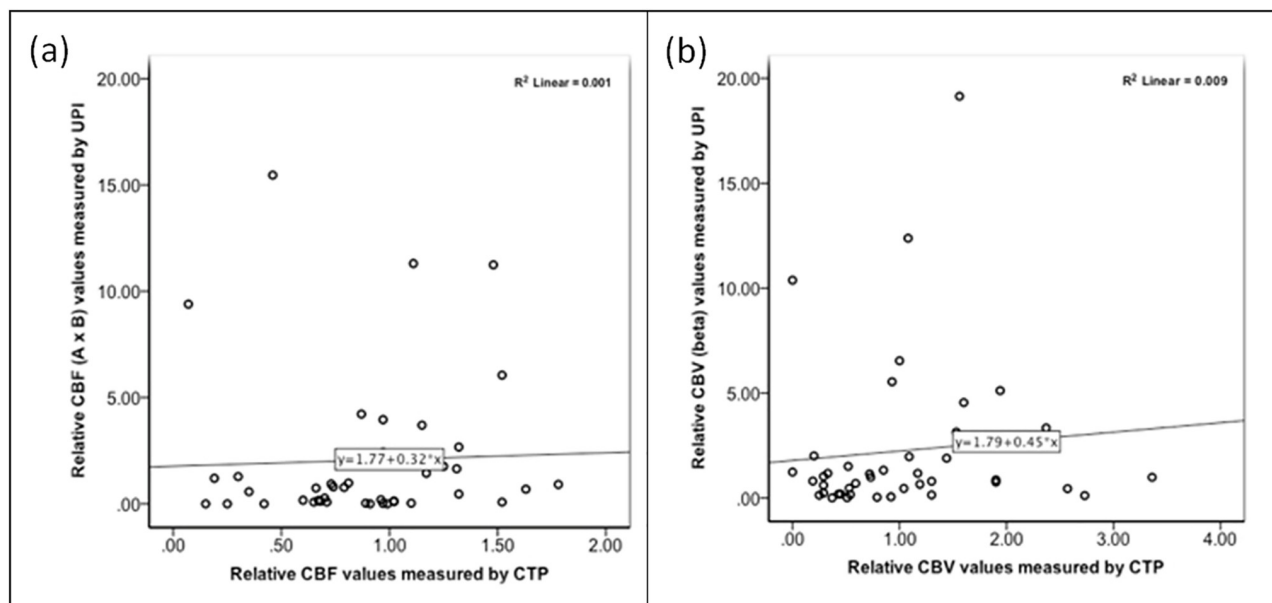 (a)
R² Linear = 0.001
Relative CBF (A x B) values measured by UPI
20.00
15.00
10.00
5.00
.00
y=1.77+0.32*x
.00 .50 1.00 1.50 2.00
Relative CBF values measured by CTP
(b)
R² Linear = 0.009
Relative CBV (beta) values measured by UPI
20.00
15.00
10.00
5.00
.00
y=1.79+0.45*x
.00 1.00 2.00 3.00 4.00
Relative CBV values measured by CTP